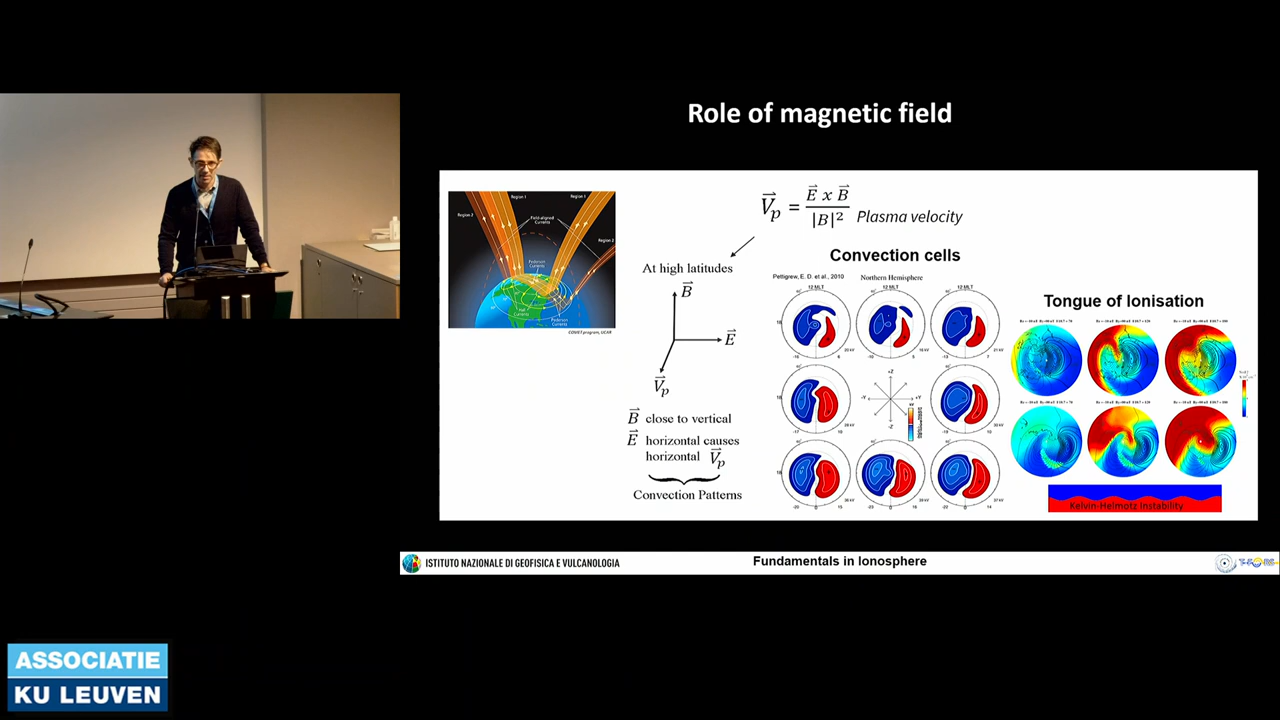 Role of magnetic field
Region 1
Region 1
Region 2
Field-aligned
Currents
Region 2
Pedersen
Currents
Hall
Currents
Pedersen
Currents
COMET program, UCAR
V⃗p = E⃗ x B⃗ / |B|² Plasma velocity
At high latitudes
B⃗
E⃗
V⃗p
B⃗ close to vertical
E⃗ horizontal causes
horizontal V⃗p
Convection Patterns
Convection cells
Pettigrew, E. D. et al., 2010
Northern Hemisphere
12 MLT
12 MLT
12 MLT
+Z
-Y
+Y
-Z
Tongue of Ionisation
Kelvin-Helmotz Instability
ISTITUTO NAZIONALE DI GEOFISICA E VULCANOLOGIA
Fundamentals in Ionosphere
ASSOCIATIE
KU LEUVEN